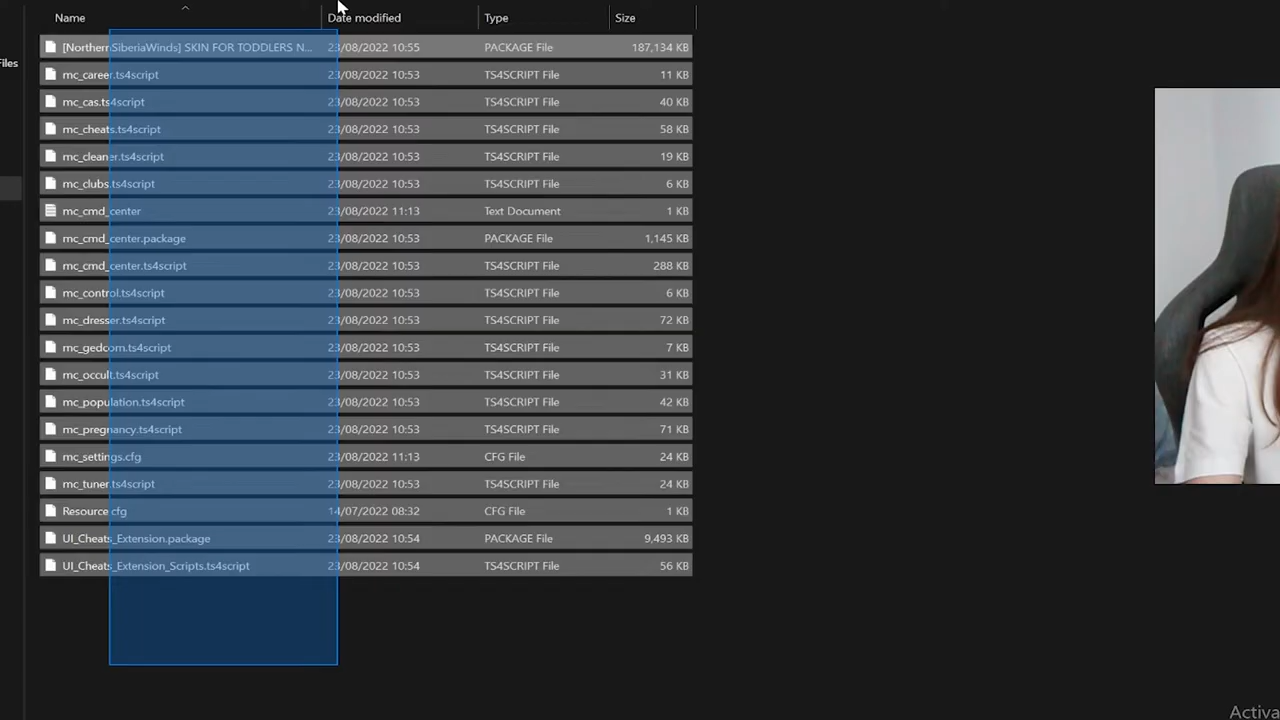 Name Date modified Type Size
Files
[NorthernSiberiaWinds] SKIN FOR TODDLERS N... 23/08/2022 10:55 PACKAGE File 187,134 KB
mc_career.ts4script 23/08/2022 10:53 TS4SCRIPT File 11 KB
mc_cas.ts4script 23/08/2022 10:53 TS4SCRIPT File 40 KB
mc_cheats.ts4script 23/08/2022 10:53 TS4SCRIPT File 58 KB
mc_cleaner.ts4script 23/08/2022 10:53 TS4SCRIPT File 19 KB
mc_clubs.ts4script 23/08/2022 10:53 TS4SCRIPT File 6 KB
mc_cmd_center 23/08/2022 11:13 Text Document 1 KB
mc_cmd_center.package 23/08/2022 10:53 PACKAGE File 1,145 KB
mc_cmd_center.ts4script 23/08/2022 10:53 TS4SCRIPT File 288 KB
mc_control.ts4script 23/08/2022 10:53 TS4SCRIPT File 6 KB
mc_dresser.ts4script 23/08/2022 10:53 TS4SCRIPT File 72 KB
mc_gedcom.ts4script 23/08/2022 10:53 TS4SCRIPT File 7 KB
mc_occult.ts4script 23/08/2022 10:53 TS4SCRIPT File 31 KB
mc_population.ts4script 23/08/2022 10:53 TS4SCRIPT File 42 KB
mc_pregnancy.ts4script 23/08/2022 10:53 TS4SCRIPT File 71 KB
mc_settings.cfg 23/08/2022 11:13 CFG File 24 KB
mc_tuner.ts4script 23/08/2022 10:53 TS4SCRIPT File 24 KB
Resource.cfg 14/07/2022 08:32 CFG File 1 KB
UI_Cheats_Extension.package 23/08/2022 10:54 PACKAGE File 9,493 KB
UI_Cheats_Extension_Scripts.ts4script 23/08/2022 10:54 TS4SCRIPT File 56 KB
Activa